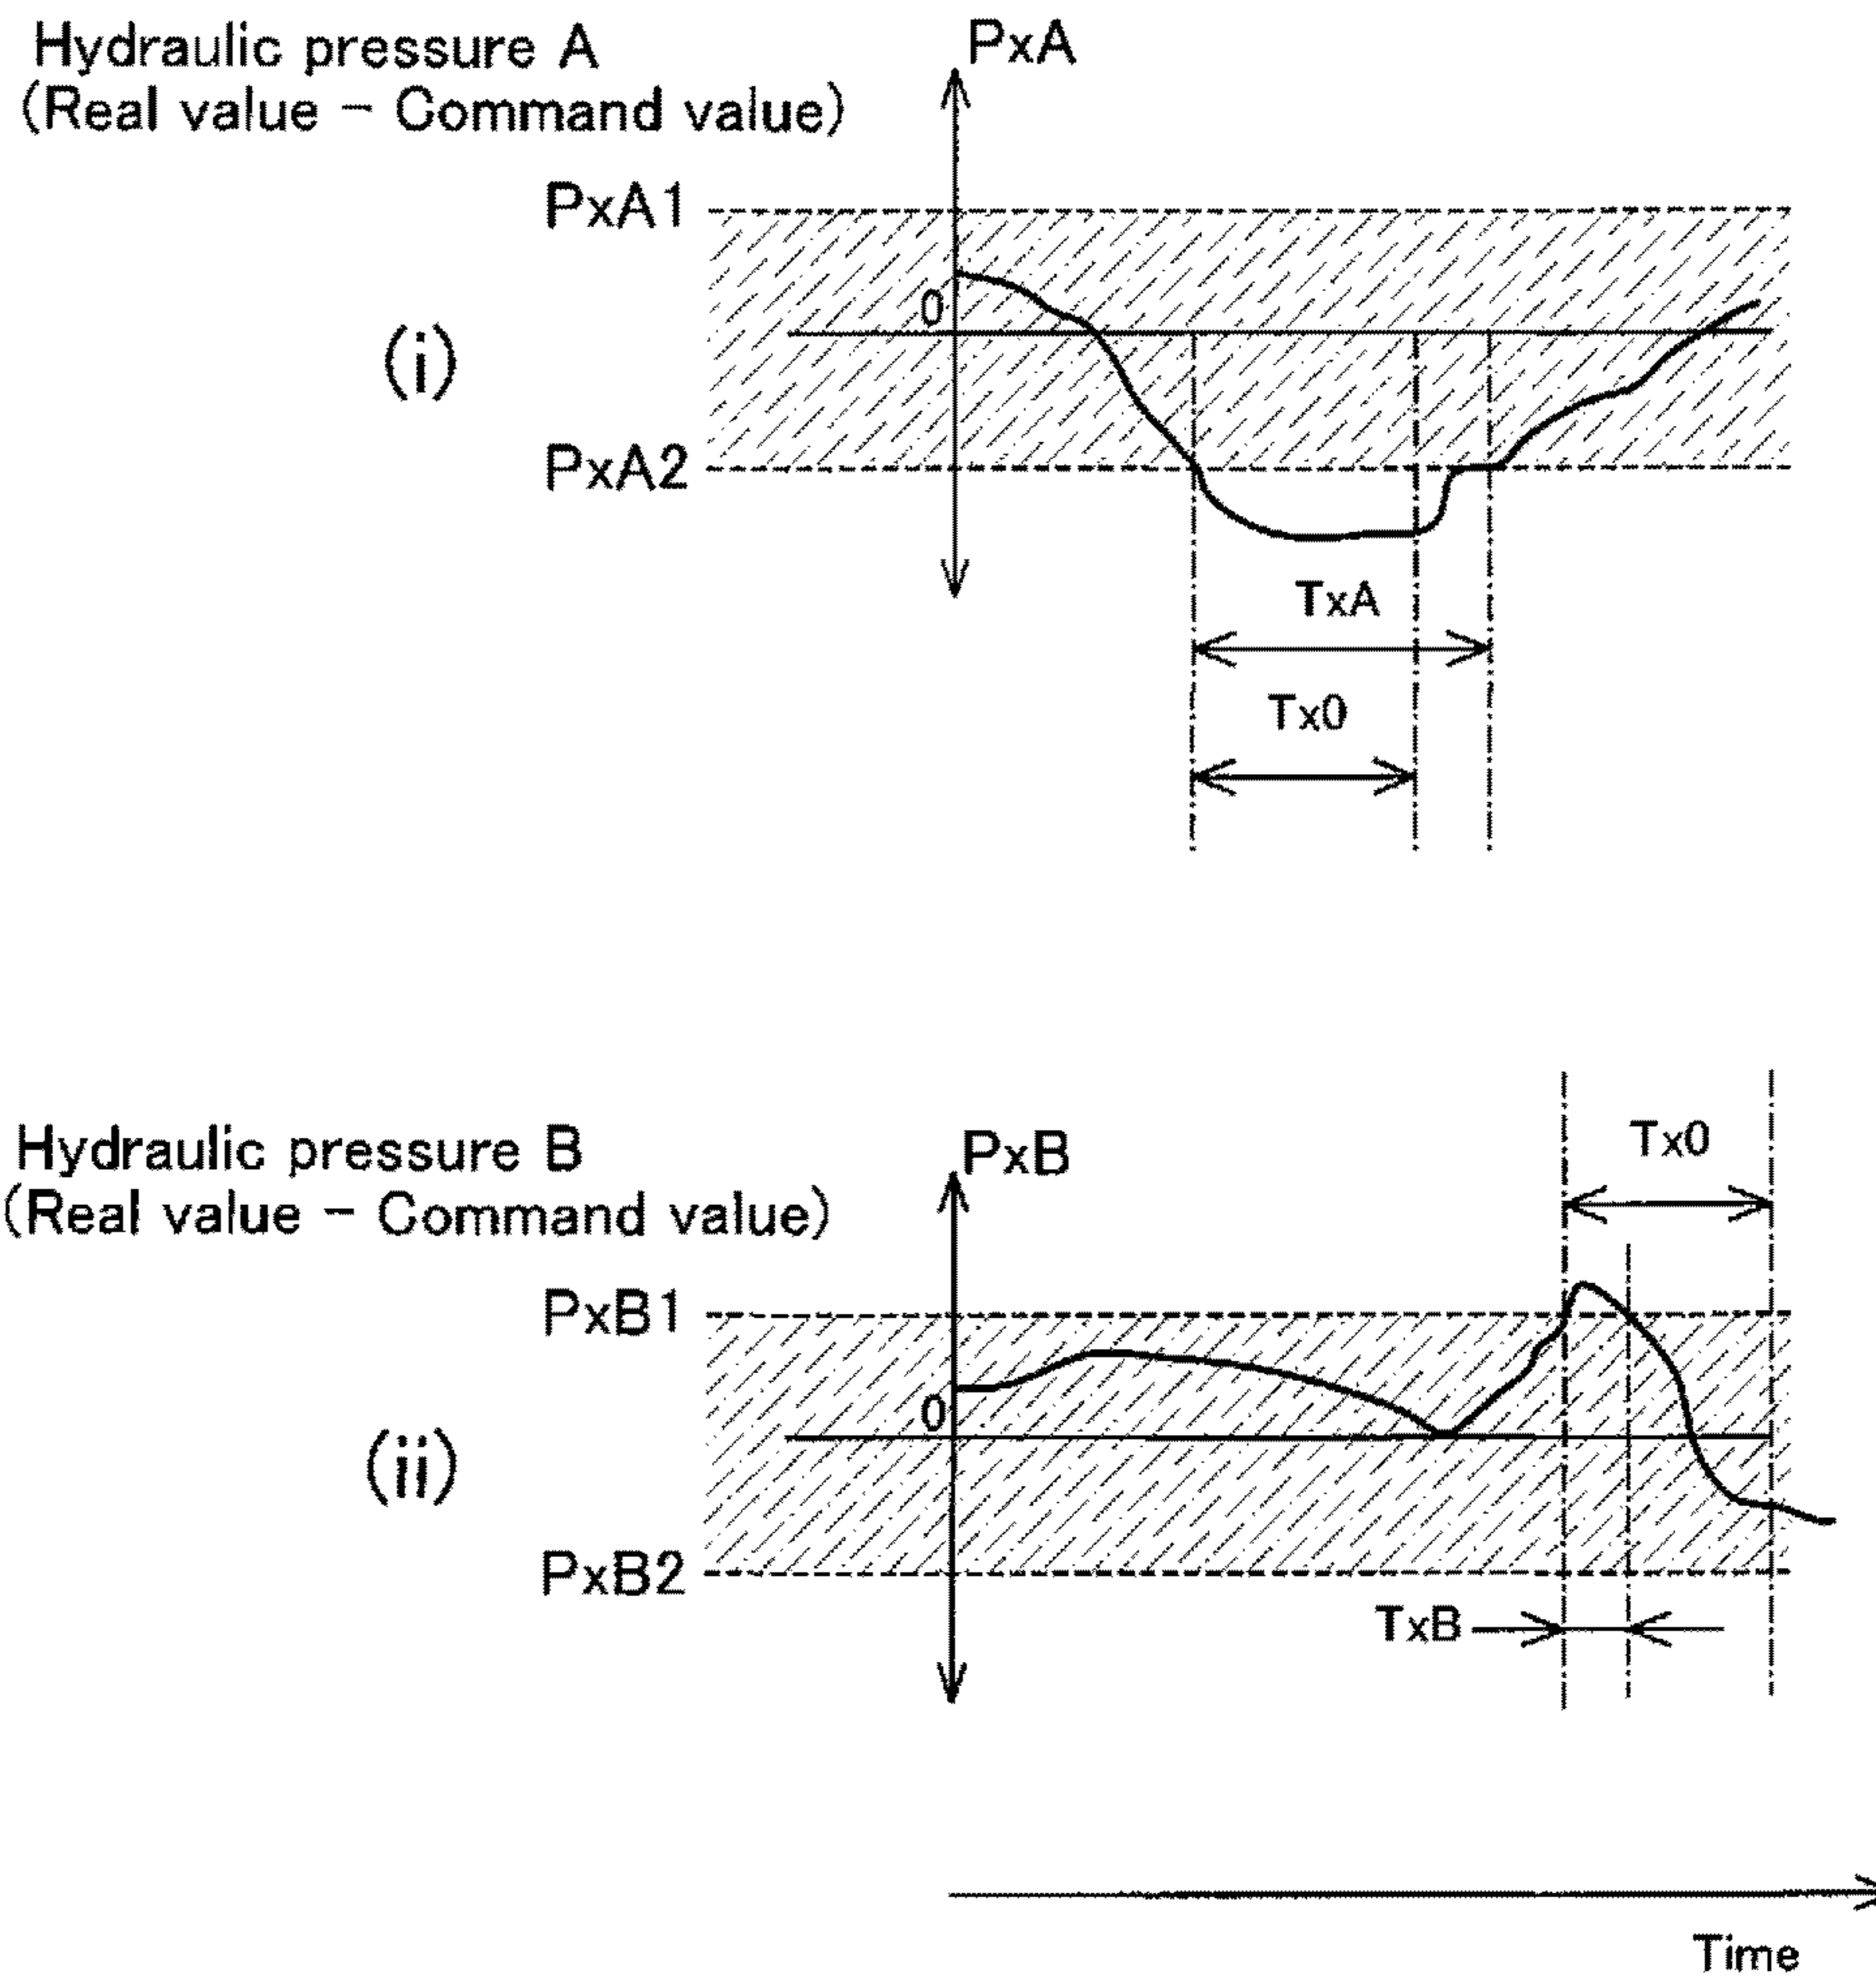 Hydraulic pressure A
(Real value − Command value)
PxA
PxA1
0
(i)
PxA2
TxA
Tx0
Hydraulic pressure B
(Real value − Command value)
PxB
Tx0
PxB1
0
(ii)
PxB2
TxB
Time